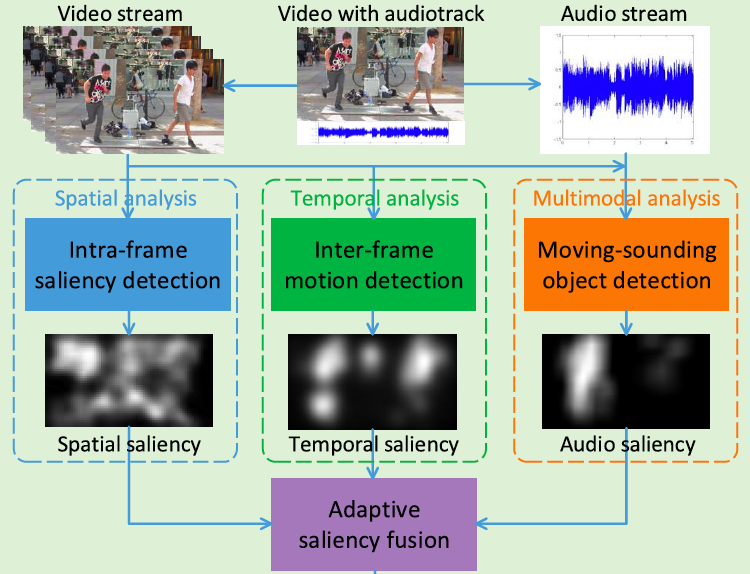 Video stream
Video with audiotrack
Audio stream
Spatial analysis
Temporal analysis
Multimodal analysis
Intra-frame
saliency detection
Inter-frame
motion detection
Moving-sounding
object detection
Spatial saliency
Temporal saliency
Audio saliency
Adaptive
saliency fusion